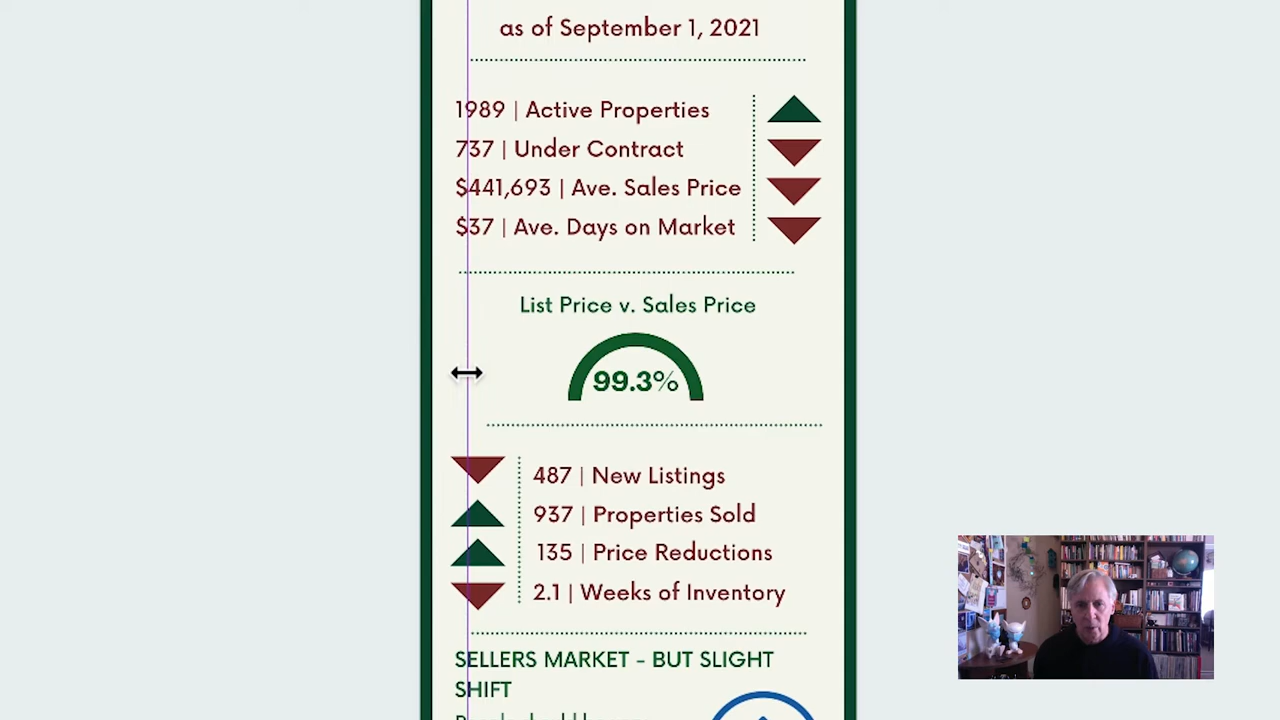 as of September 1, 2021
1989 | Active Properties
737 | Under Contract
$441,693 | Ave. Sales Price
$37 | Ave. Days on Market
List Price v. Sales Price
99.3%
487 | New Listings
937 | Properties Sold
135 | Price Reductions
2.1 | Weeks of Inventory
SELLERS MARKET - BUT SLIGHT
SHIFT